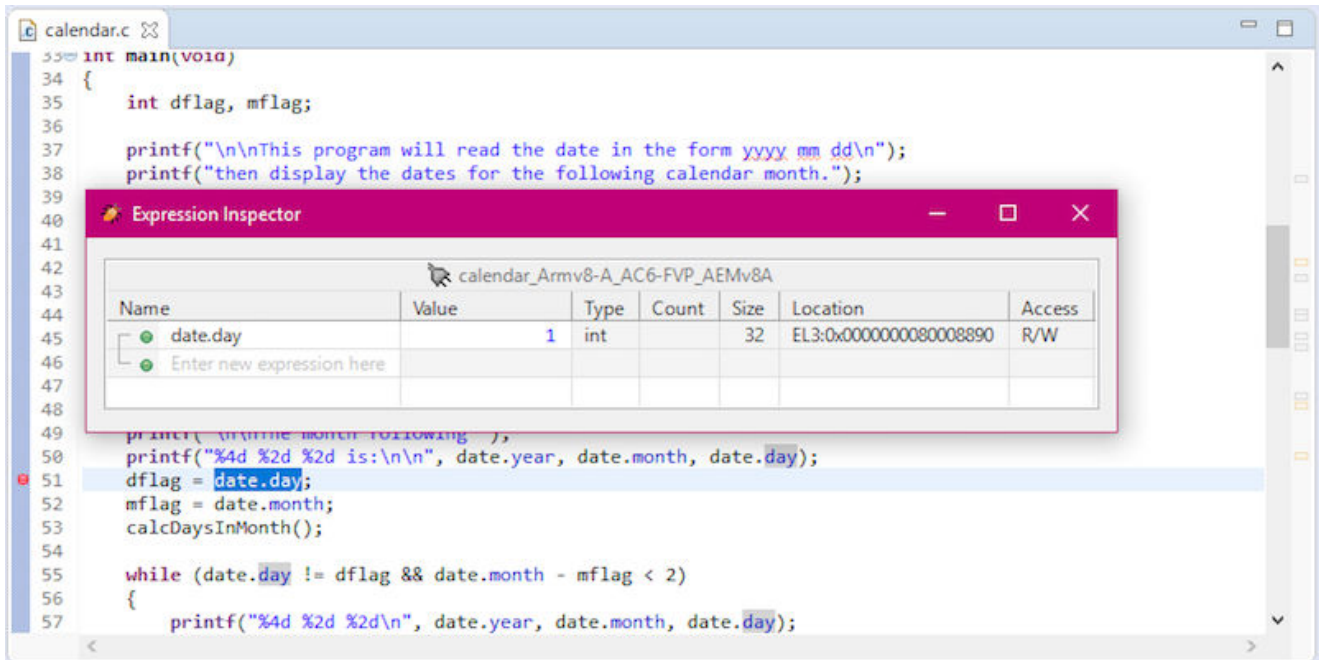 calendar.c
33 int main(void)
34 {
35 int dflag, mflag;
36
37 printf("\n\nThis program will read the date in the form yyyy mm dd\n");
38 printf("then display the dates for the following calendar month.");
39
40
41
42
43
44
45
46
47
48
Expression Inspector
calendar_Armv8-A_AC6-FVP_AEMv8A
Name Value Type Count Size Location Access
date.day 1 int 32 EL3:0x0000000080008890 R/W
Enter new expression here
49 printf("\n\nThe month following ");
50 printf("%4d %2d %2d is:\n\n", date.year, date.month, date.day);
51 dflag = date.day;
52 mflag = date.month;
53 calcDaysInMonth();
54
55 while (date.day != dflag && date.month - mflag < 2)
56 {
57 printf("%4d %2d %2d\n", date.year, date.month, date.day);